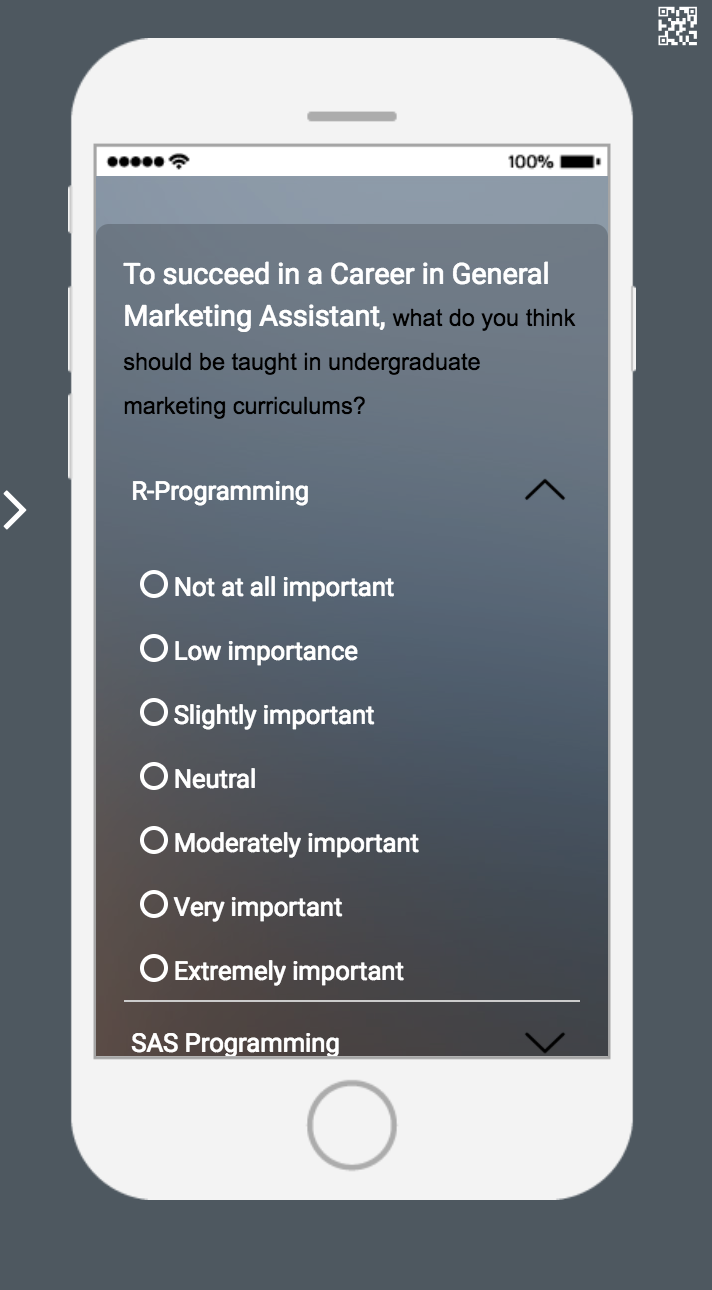 100%
To succeed in a Career in General
Marketing Assistant, what do you think
should be taught in undergraduate
marketing curriculums?
R-Programming
Not at all important
Low importance
Slightly important
Neutral
Moderately important
Very important
Extremely important
SAS Programming